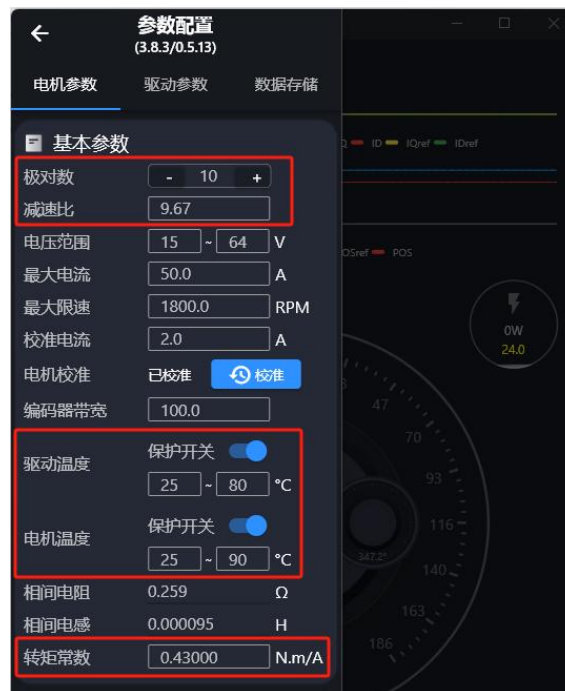 参数配置
(3.8.3/0.5.13)
电机参数 驱动参数 数据存储
基本参数
极对数 - 10 +
减速比 9.67
电压范围 15 ~ 64 V
最大电流 50.0 A
最大限速 1800.0 RPM
校准电流 2.0 A
电机校准 已校准 校准
编码器带宽 100.0
驱动温度 保护开关
25 ~ 80 °C
电机温度 保护开关
25 ~ 90 °C
相间电阻 0.259 Ω
相间电感 0.000095 H
转矩常数 0.43000 N.m/A
Q ID IQref IDref
OSref POS
0W
24.0
47
70
93
116
140
163
186
347.2°